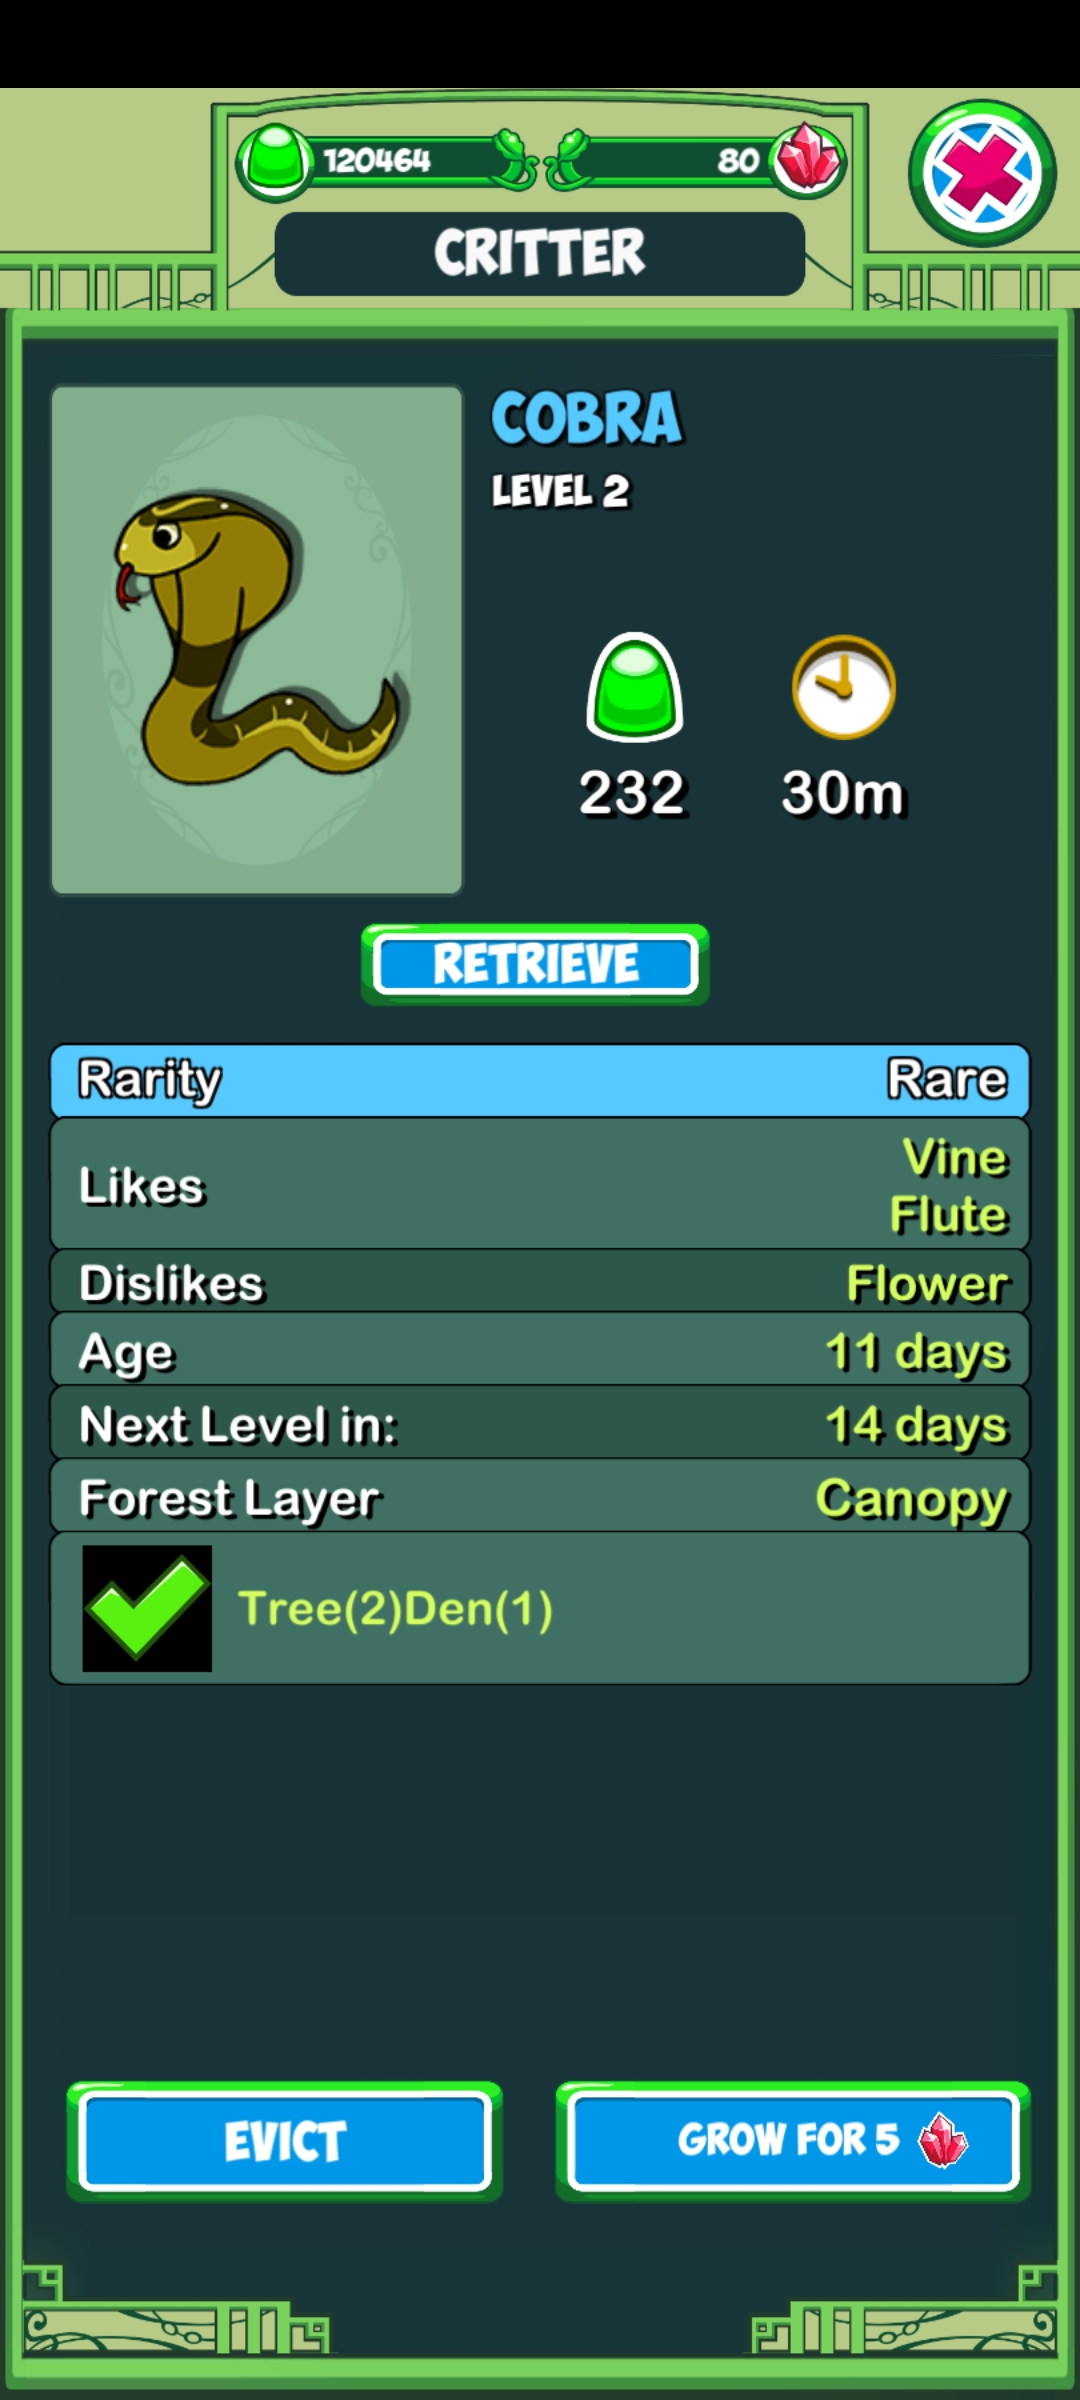 120464
80
CRITTER
COBRA
LEVEL 2
232
30m
RETRIEVE
Rarity Rare
Likes Vine
Flute
Dislikes Flower
Age 11 days
Next Level in: 14 days
Forest Layer Canopy
Tree(2)Den(1)
EVICT
GROW FOR 5